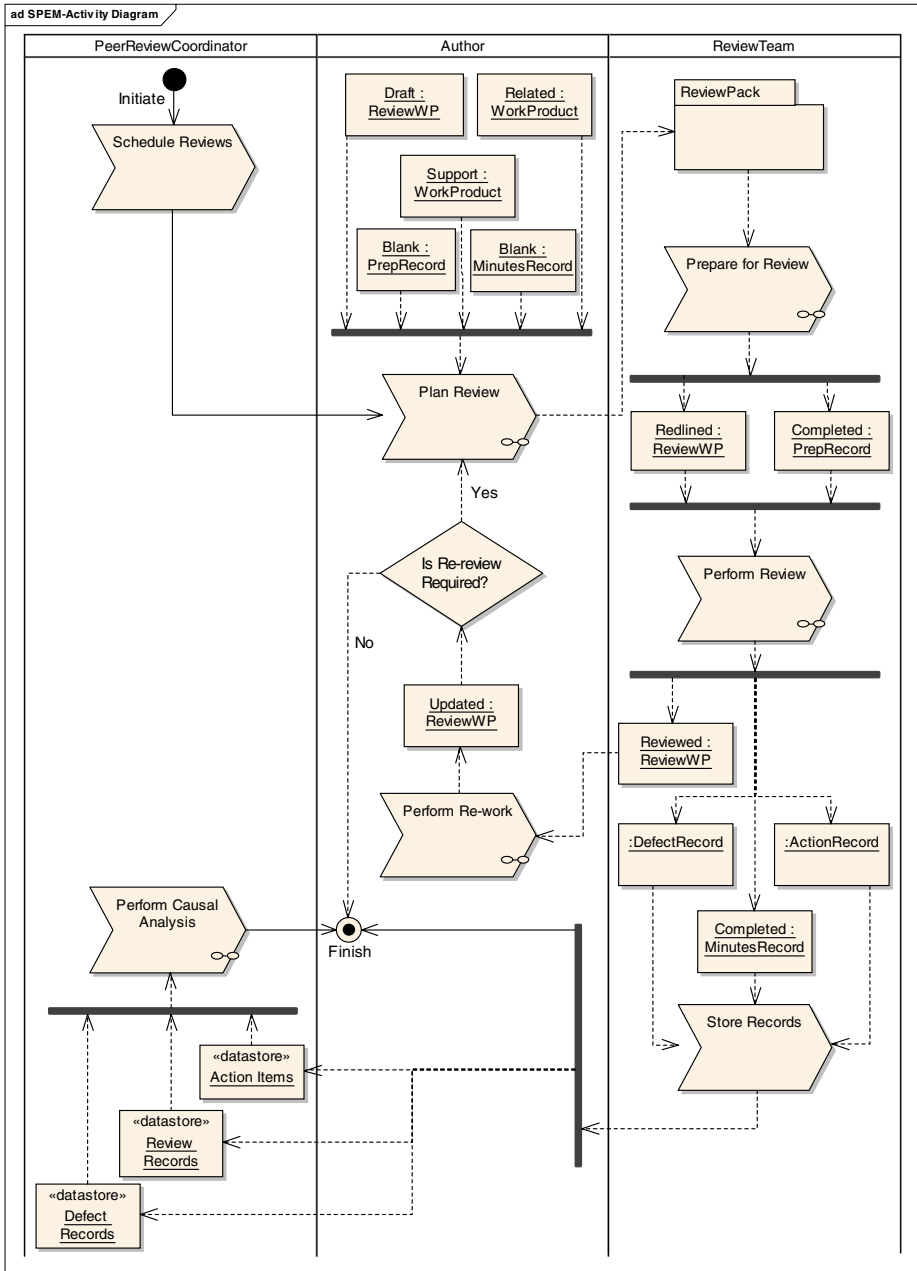 ad SPEM-Activity Diagram
PeerReviewCoordinator
Author
ReviewTeam
Initiate
Schedule Reviews
Draft :
ReviewWP
Related :
WorkProduct
Support :
WorkProduct
Blank :
PrepRecord
Blank :
MinutesRecord
ReviewPack
Prepare for Review
Plan Review
Redlined :
ReviewWP
Completed :
PrepRecord
Yes
Is Re-review
Required?
No
Perform Review
Updated :
ReviewWP
Reviewed :
ReviewWP
Perform Re-work
:DefectRecord
:ActionRecord
Perform Causal
Analysis
Finish
Completed :
MinutesRecord
Store Records
«datastore»
Action Items
«datastore»
Review
Records
«datastore»
Defect
Records